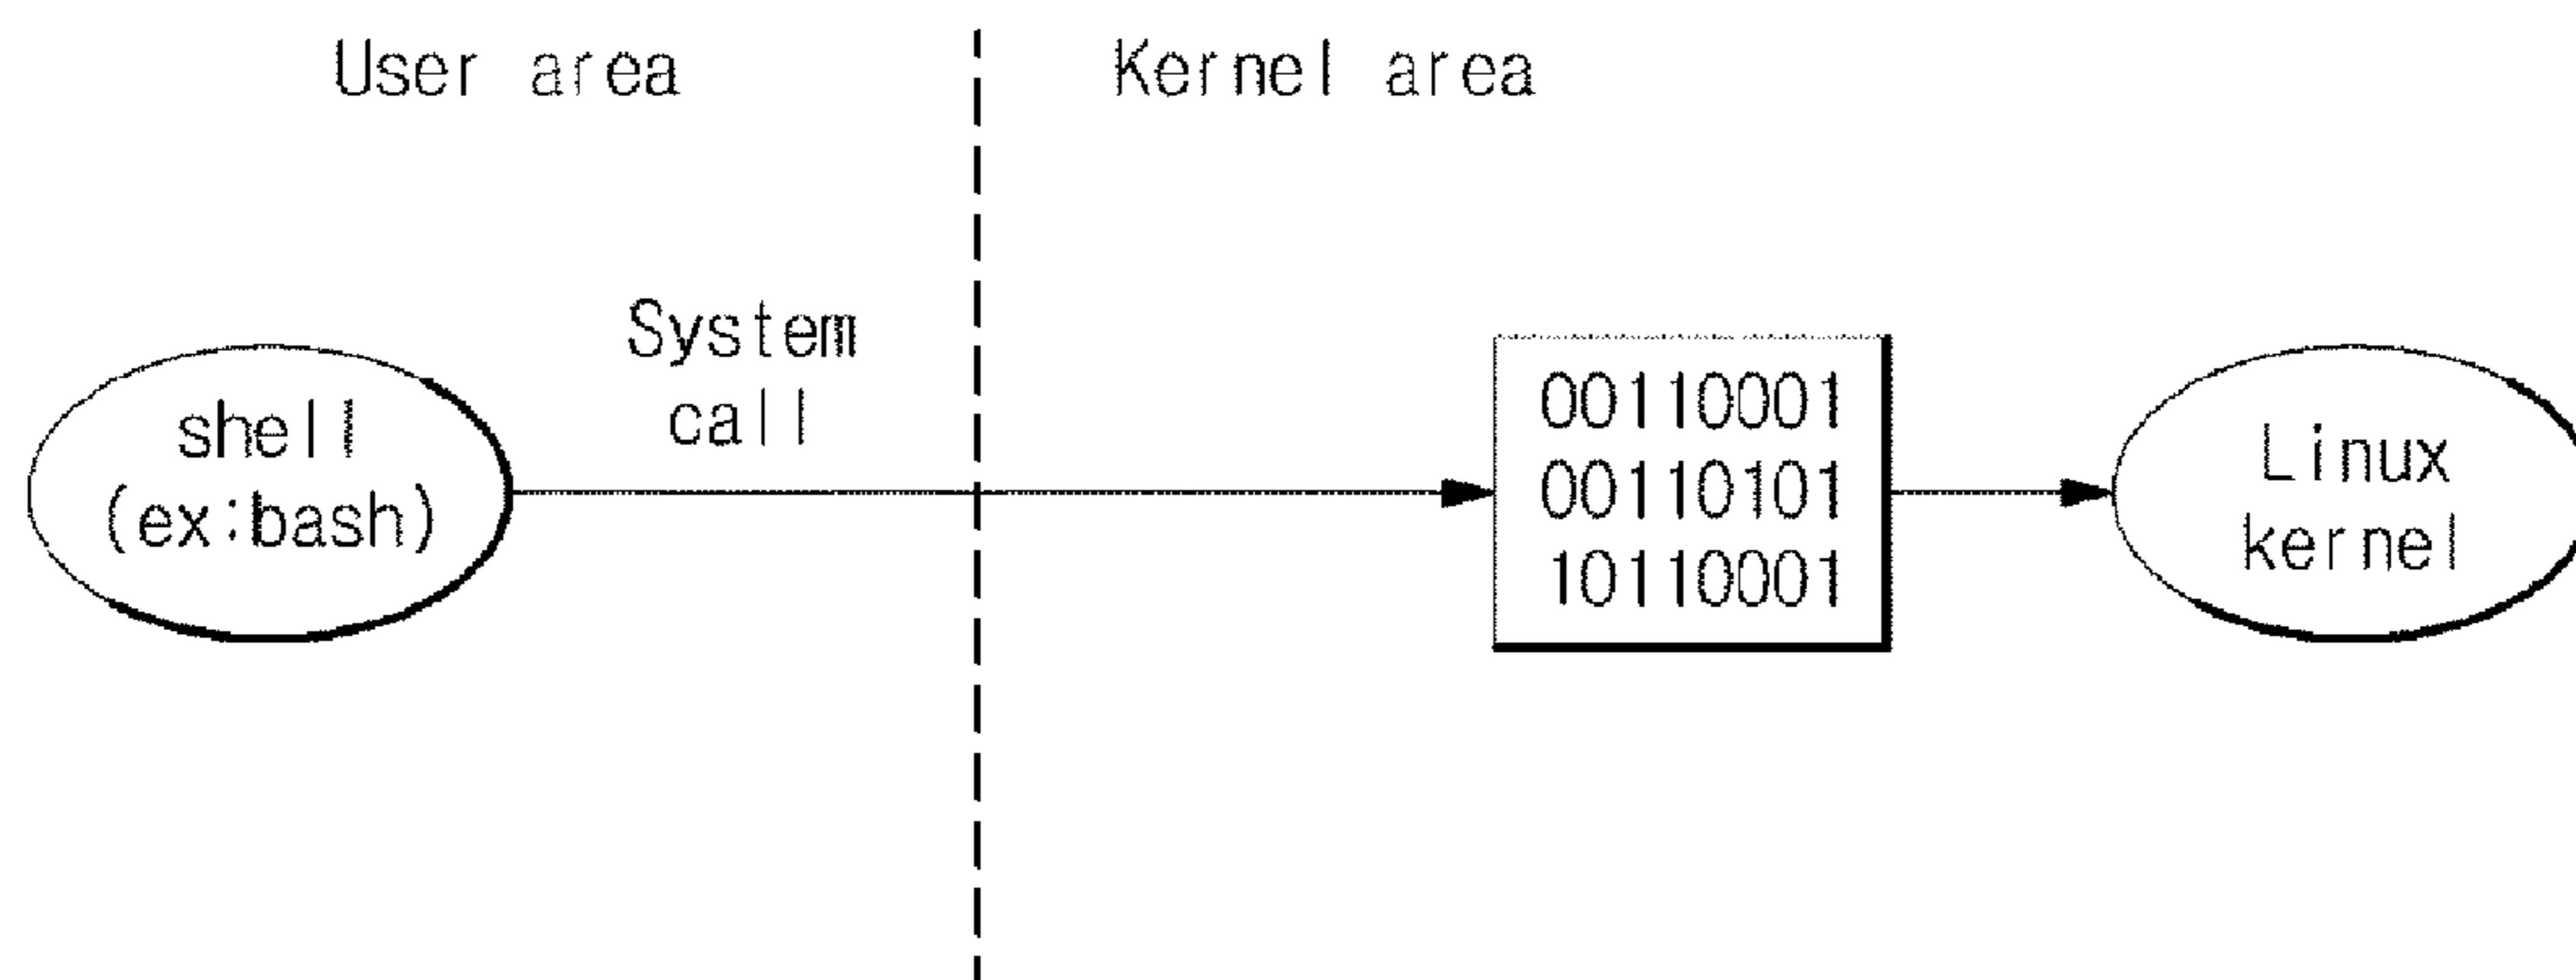 User area
Kernel area
System
call
shell
(ex:bash)
00110001
00110101
10110001
Linux
kernel